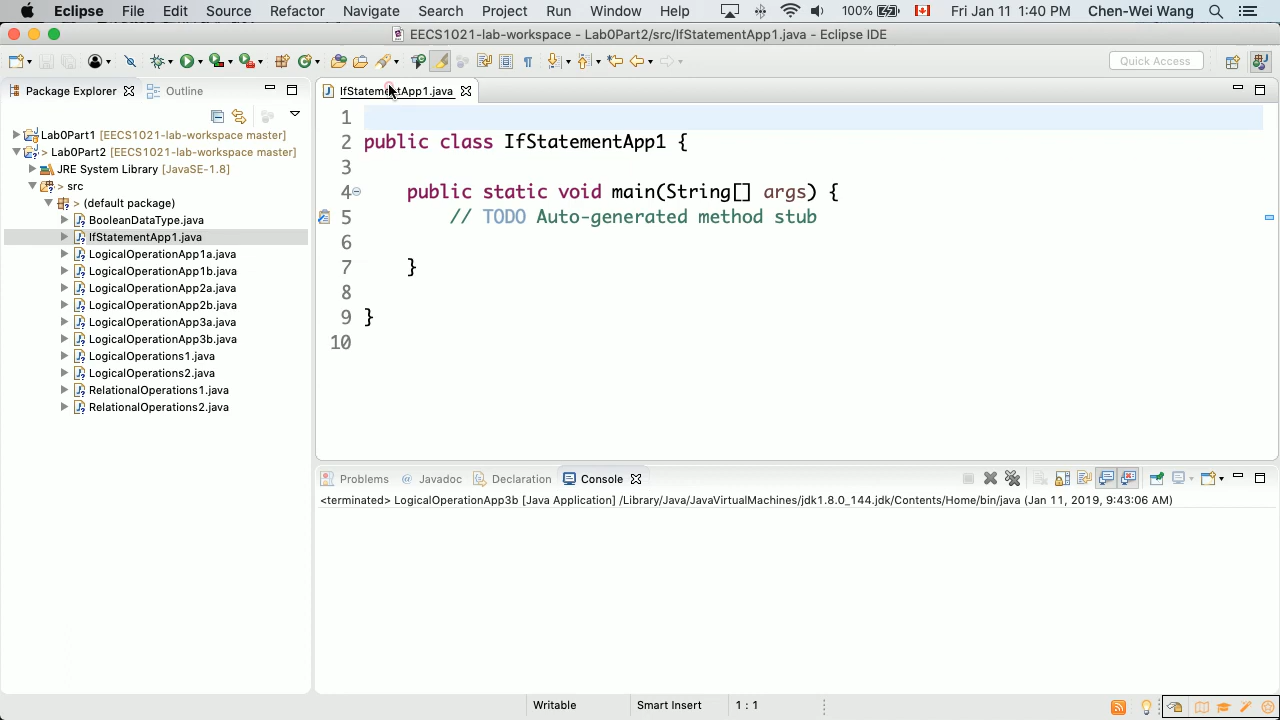 Eclipse File Edit Source Refactor Navigate Search Project Run Window Help 100% Fri Jan 11 1:40 PM Chen-Wei Wang
EECS1021-lab-workspace - Lab0Part2/src/IfStatementApp1.java - Eclipse IDE
Quick Access
Package Explorer Outline
IfStatementApp1.java
Lab0Part1 [EECS1021-lab-workspace master]
> Lab0Part2 [EECS1021-lab-workspace master]
JRE System Library [JavaSE-1.8]
> src
> (default package)
BooleanDataType.java
IfStatementApp1.java
LogicalOperationApp1a.java
LogicalOperationApp1b.java
LogicalOperationApp2a.java
LogicalOperationApp2b.java
LogicalOperationApp3a.java
LogicalOperationApp3b.java
LogicalOperations1.java
LogicalOperations2.java
RelationalOperations1.java
RelationalOperations2.java
1
2 public class IfStatementApp1 {
3
4 public static void main(String[] args) {
5 // TODO Auto-generated method stub
6
7 }
8
9 }
10
Problems @ Javadoc Declaration Console
<terminated> LogicalOperationApp3b [Java Application] /Library/Java/JavaVirtualMachines/jdk1.8.0_144.jdk/Contents/Home/bin/java (Jan 11, 2019, 9:43:06 AM)
Writable Smart Insert 1 : 1